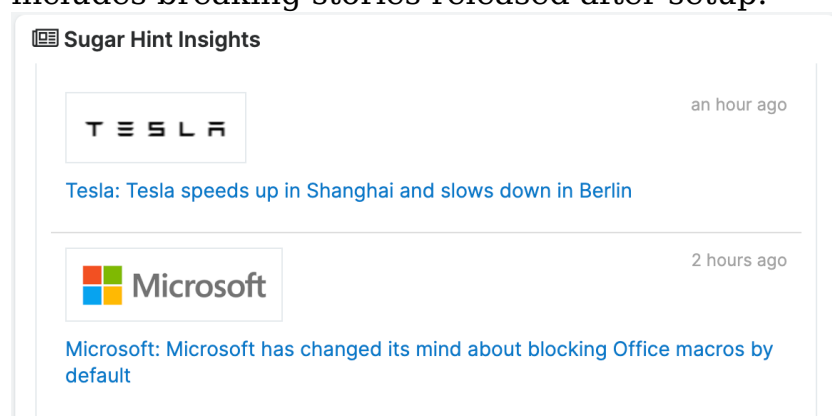 includes breaking stories released after setup.
Sugar Hint Insights
TESLA
an hour ago
Tesla: Tesla speeds up in Shanghai and slows down in Berlin
Microsoft
2 hours ago
Microsoft: Microsoft has changed its mind about blocking Office macros by
default